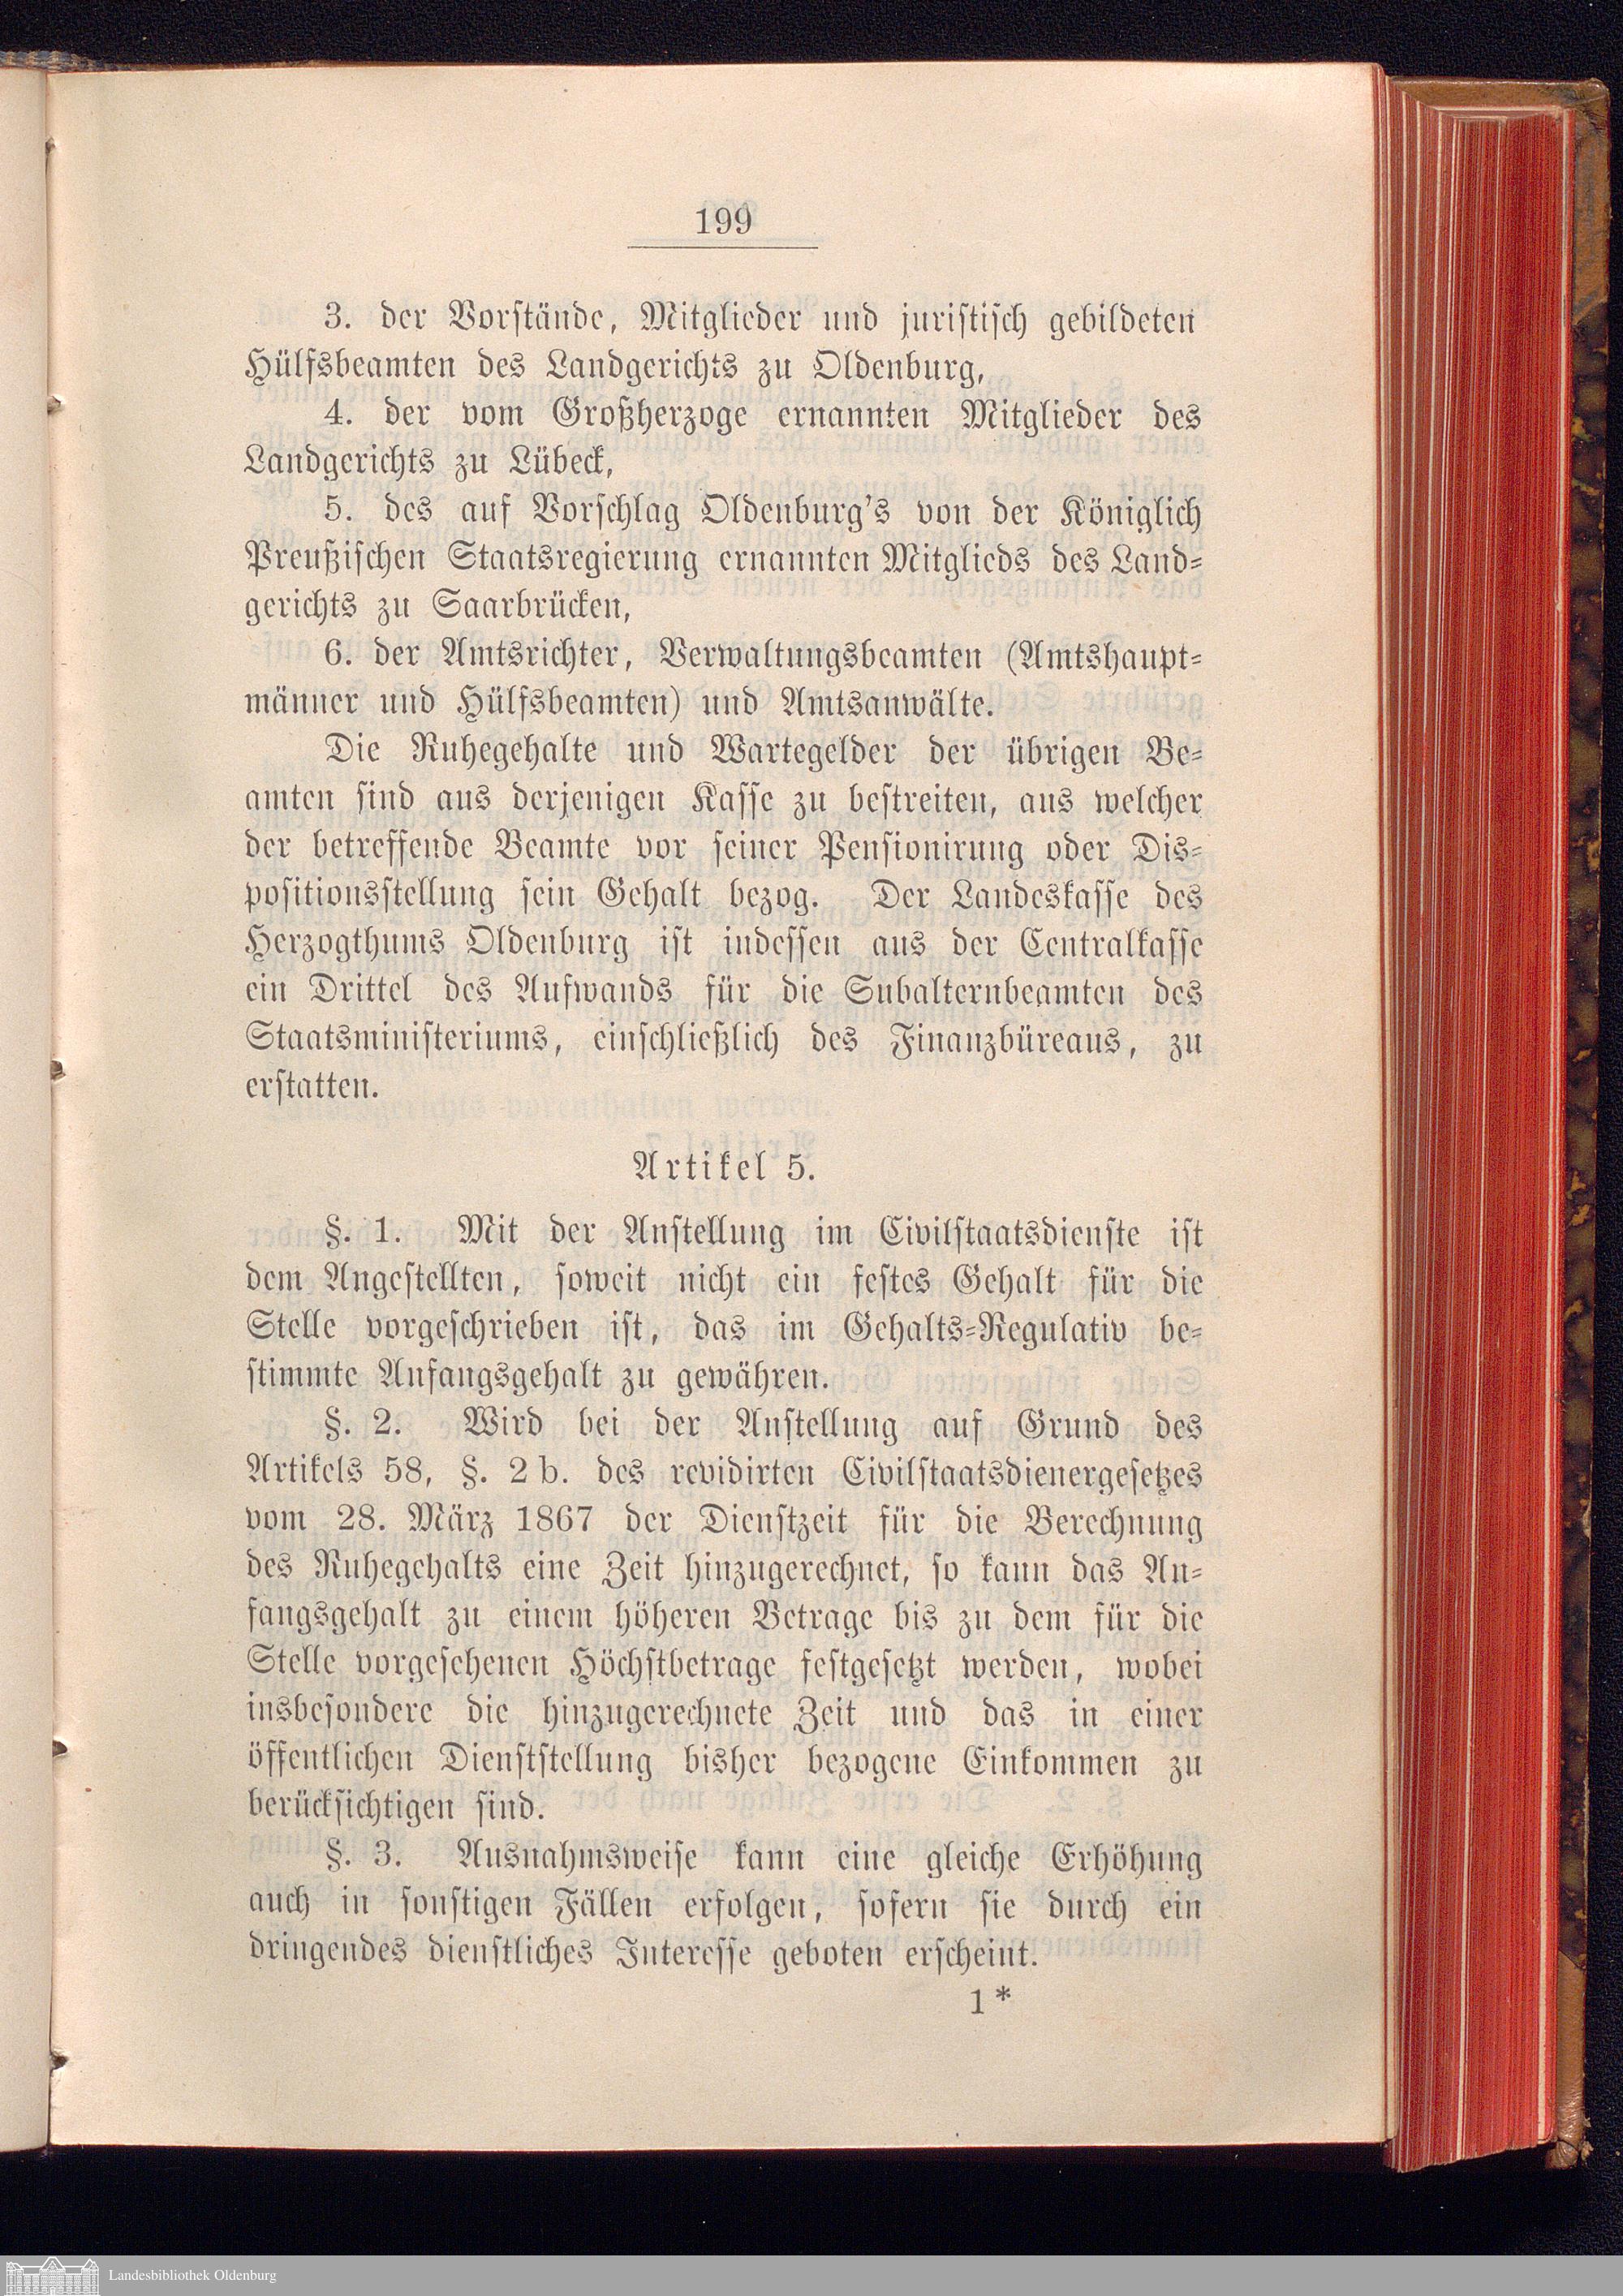 199
3. der Vorstände, Mitglieder und juristisch gebildeten
Hülfsbeamten des Landgerichts zu Oldenburg,
4. der vom Großherzoge ernannten Mitglieder des
Landgerichts zu Lübeck,
5. des auf Vorschlag Oldenburg's von der Königlich
Preußischen Staatsregierung ernannten Mitglieds des Land-
gerichts zu Saarbrücken,
6. der Amtsrichter, Verwaltungsbeamten (Amtshaupt-
männer und Hülfsbeamten) und Amtsanwälte.
Die Ruhegehalte und Wartegelder der übrigen Be-
amten sind aus derjenigen Kasse zu bestreiten, aus welcher
der betreffende Beamte vor seiner Pensionirung oder Dis-
positionsstellung sein Gehalt bezog. Der Landeskasse des
Herzogthums Oldenburg ist indessen aus der Centralkasse
ein Drittel des Aufwands für die Subalternbeamten des
Staatsministeriums, einschließlich des Finanzbüreaus, zu
erstatten.
Artikel 5.
§. 1. Mit der Anstellung im Civilstaatsdienste ist
dem Angestellten, soweit nicht ein festes Gehalt für die
Stelle vorgeschrieben ist, das im Gehalts-Regulativ be-
stimmte Anfangsgehalt zu gewähren.
§. 2. Wird bei der Anstellung auf Grund des
Artikels 58, §. 2 b. des revidirten Civilstaatsdienergesetzes
vom 28. März 1867 der Dienstzeit für die Berechnung
des Ruhegehalts eine Zeit hinzugerechnet, so kann das An-
fangsgehalt zu einem höheren Betrage bis zu dem für die
Stelle vorgesehenen Höchstbetrage festgesetzt werden, wobei
insbesondere die hinzugerechnete Zeit und das in einer
öffentlichen Dienststellung bisher bezogene Einkommen zu
berücksichtigen sind.
§. 3. Ausnahmsweise kann eine gleiche Erhöhung
auch in sonstigen Fällen erfolgen, sofern sie durch ein
dringendes dienstliches Interesse geboten erscheint.
1*
Landesbibliothek Oldenburg